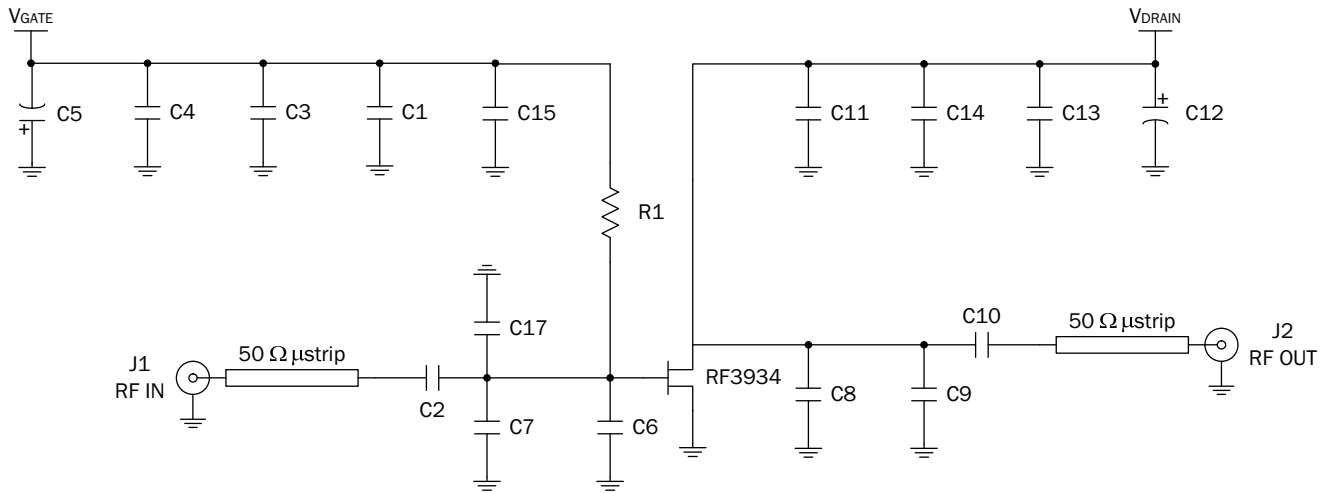 VGATE
VDRAIN
+
C5
C4
C3
C1
C15
C11
C14
C13
+
C12
R1
C17
C10
50 Ω μstrip
J2
RF OUT
J1
RF IN
50 Ω μstrip
RF3934
C2
C7
C6
C8
C9